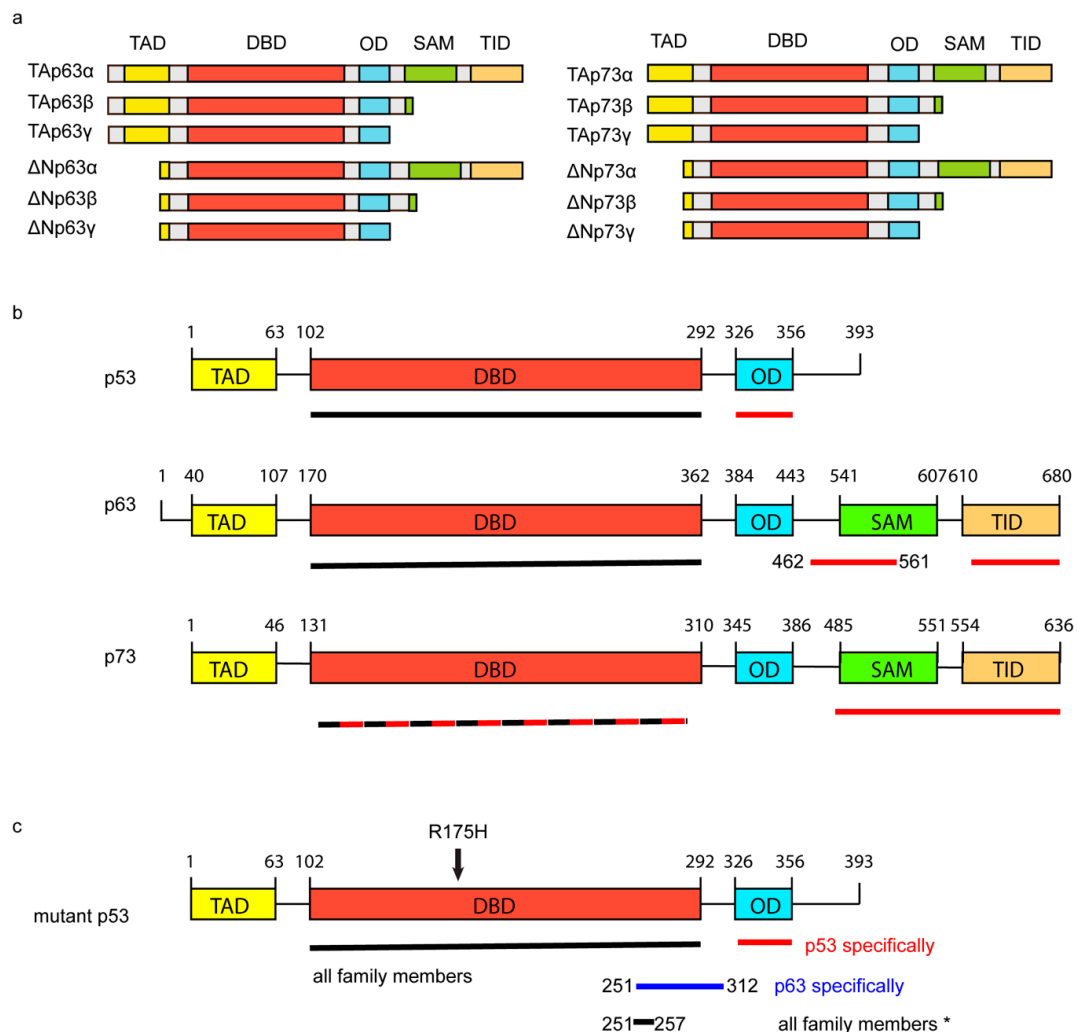 a
TAD DBD OD SAM TID TAD DBD OD SAM TID
TAp63α TAp73α
TAp63β TAp73β
TAp63γ TAp73γ
ΔNp63α ΔNp73α
ΔNp63β ΔNp73β
ΔNp63γ ΔNp73γ
b
1 63 102 292 326 356 393
p53 TAD DBD OD
1 40 107 170 362 384 443 541 607 610 680
p63 TAD DBD OD SAM TID
462 561
1 46 131 310 345 386 485 551 554 636
p73 TAD DBD OD SAM TID
c
R175H
1 63 102 292 326 356 393
mutant p53 TAD DBD OD
p53 specifically
all family members
251 312 p63 specifically
251 257 all family members *